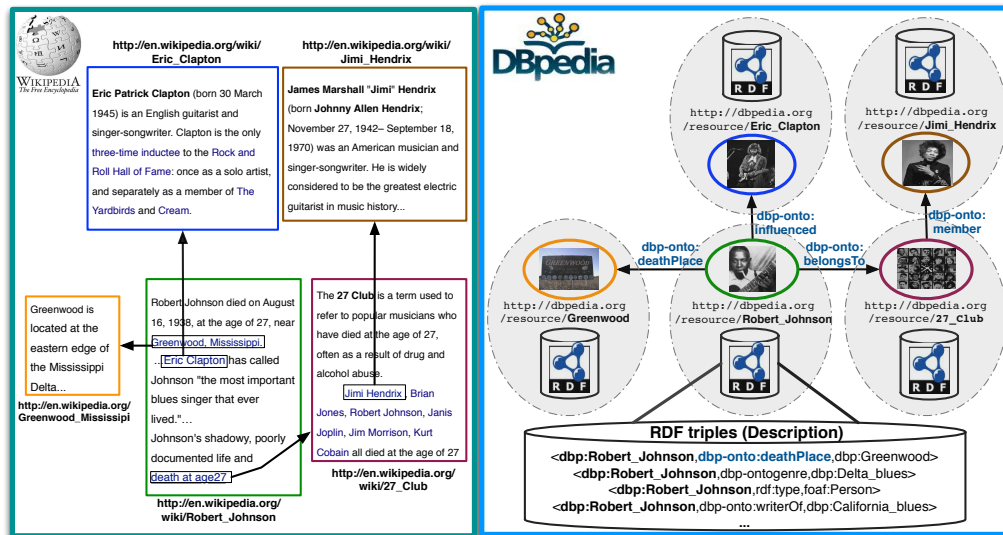 WIKIPEDIA
The Free Encyclopedia
http://en.wikipedia.org/wiki/
Eric_Clapton
Eric Patrick Clapton (born 30 March
1945) is an English guitarist and
singer-songwriter. Clapton is the only
three-time inductee to the Rock and
Roll Hall of Fame: once as a solo artist,
and separately as a member of The
Yardbirds and Cream.
http://en.wikipedia.org/wiki/
Jimi_Hendrix
James Marshall "Jimi" Hendrix
(born Johnny Allen Hendrix;
November 27, 1942– September 18,
1970) was an American musician and
singer-songwriter. He is widely
considered to be the greatest electric
guitarist in music history...
Greenwood is
located at the
eastern edge of
the Mississippi
Delta...
http://en.wikipedia.org/
Greenwood_Missisipi
Robert Johnson died on August
16, 1938, at the age of 27, near
Greenwood, Mississippi.
... Eric Clapton has called
Johnson "the most important
blues singer that ever
lived."...
Johnson's shadowy, poorly
documented life and
death at age27
http://en.wikipedia.org/
wiki/Robert_Johnson
The 27 Club is a term used to
refer to popular musicians who
have died at the age of 27,
often as a result of drug and
alcohol abuse.
Jimi Hendrix, Brian
Jones, Robert Johnson, Janis
Joplin, Jim Morrison, Kurt
Cobain all died at the age of 27
http://en.wikipedia.org/
wiki/27_Club
DBpedia
RDF
http://dbpedia.org
/resource/Eric_Clapton
RDF
http://dbpedia.org
/resource/Jimi_Hendrix
dbp-onto:
influenced
dbp-onto:
member
dbp-onto:
deathPlace
dbp-onto:
belongsTo
GREENWOOD
http://dbpedia.org
/resource/Greenwood
RDF
http://dbpedia.org
/resource/Robert_Johnson
RDF
http://dbpedia.org
/resource/27_Club
RDF
RDF triples (Description)
<dbp:Robert_Johnson,dbp-onto:deathPlace,dbp:Greenwood>
<dbp:Robert_Johnson,dbp-ontogenre,dbp:Delta_blues>
<dbp:Robert_Johnson,rdf:type,foaf:Person>
<dbp:Robert_Johnson,dbp-onto:writerOf,dbp:California_blues>
...